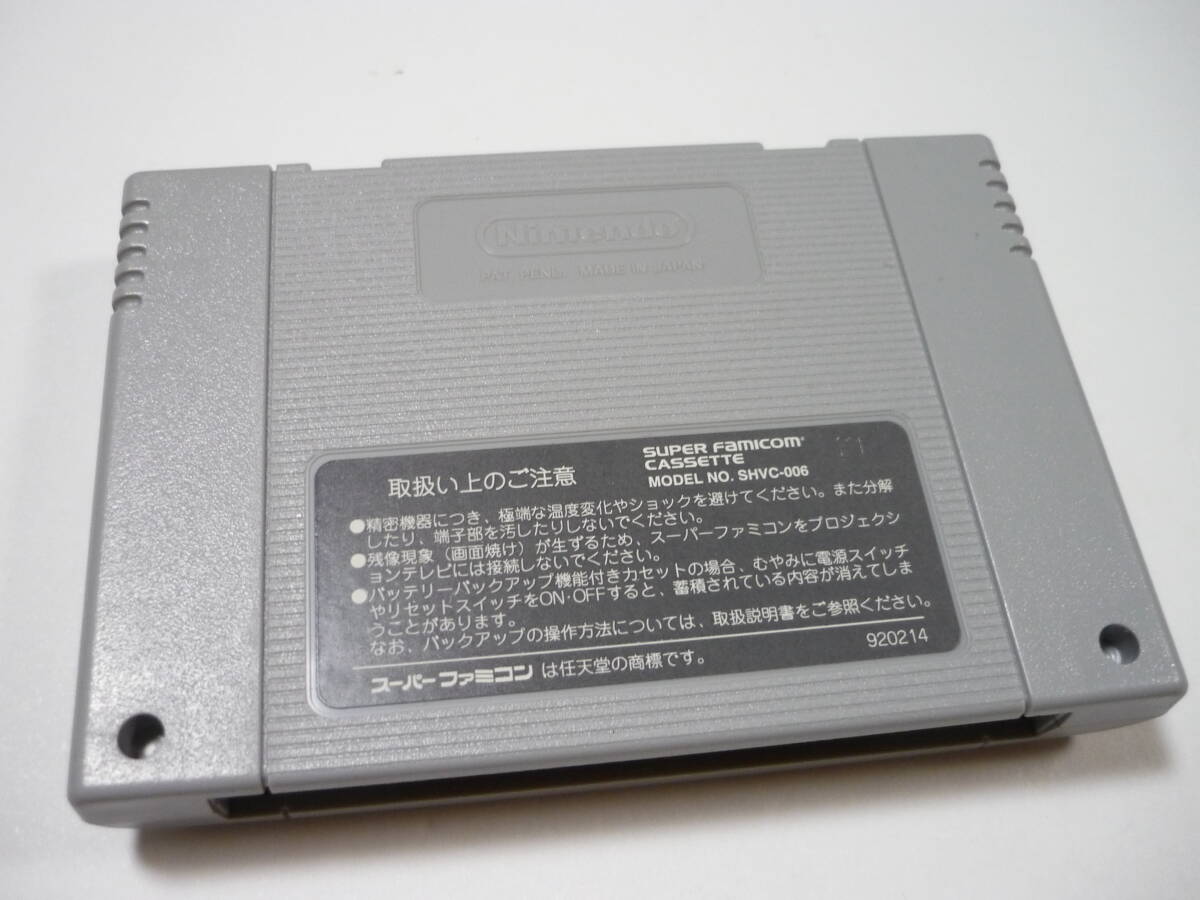 Nintendo
PAT. PEND. MADE IN JAPAN
取扱い上のご注意
SUPER FAMICOM
CASSETTE
MODEL NO. SHVC-006
●精密機器につき、極端な温度変化やショックを避けてください。また分解
したり、端子部を汚したりしないでください。
●残像現象（画面焼け）が生ずるため、スーパーファミコンをプロジェクシ
ョンテレビには接続しないでください。
●バッテリーバックアップ機能付きカセットの場合、むやみに電源スイッチ
やリセットスイッチをON・OFFすると、蓄積されている内容が消えてしま
うことがあります。
なお、バックアップの操作方法については、取扱説明書をご参照ください。
スーパーファミコン は任天堂の商標です。
920214